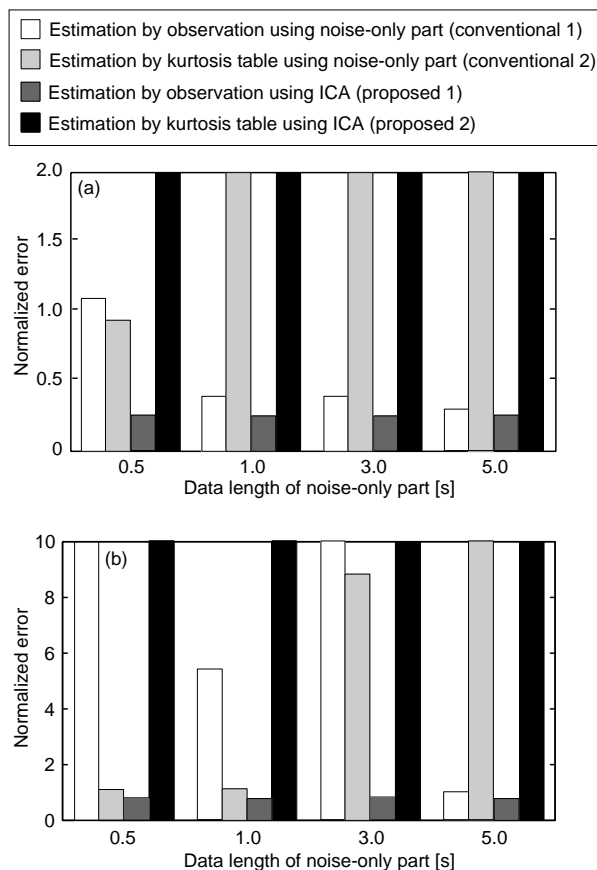 Estimation by observation using noise-only part (conventional 1)
Estimation by kurtosis table using noise-only part (conventional 2)
Estimation by observation using ICA (proposed 1)
Estimation by kurtosis table using ICA (proposed 2)
(a)
2.0
1.5
1.0
0.5
0
Normalized error
0.5 1.0 3.0 5.0
Data length of noise-only part [s]
(b)
10
8
6
4
2
0
Normalized error
0.5 1.0 3.0 5.0
Data length of noise-only part [s]